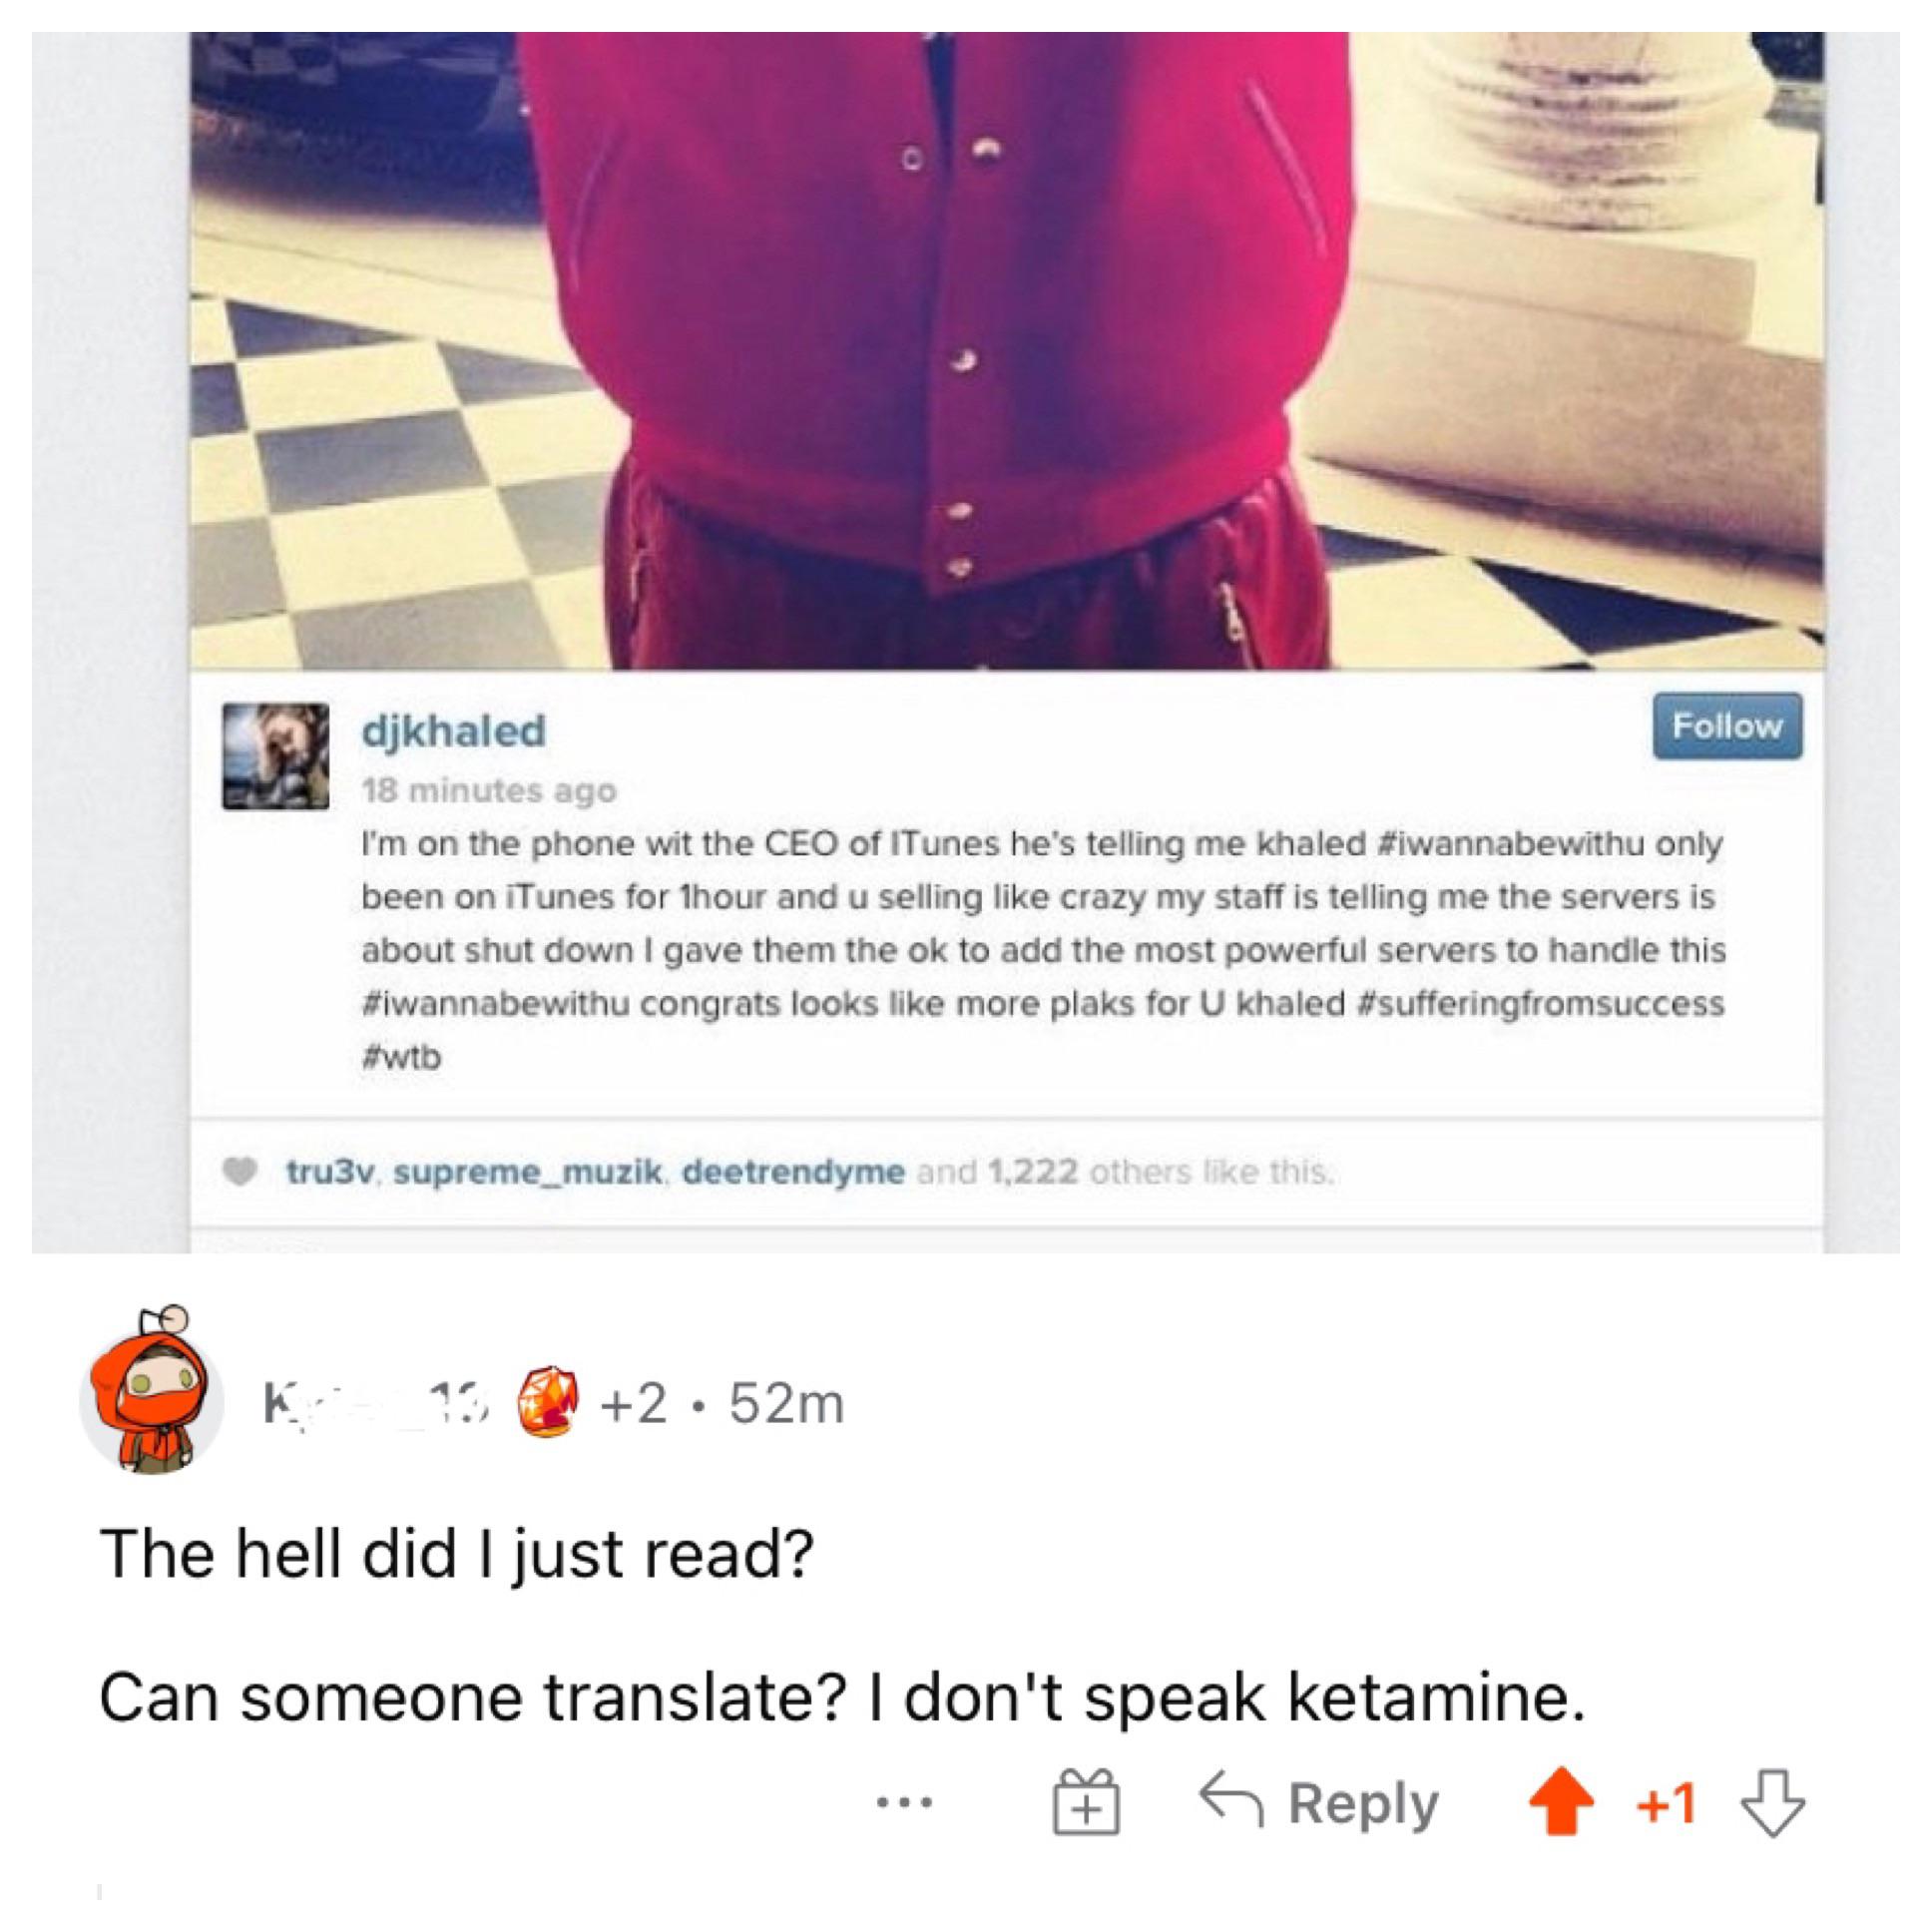 djkhaled
Follow
18 minutes ago
I'm on the phone wit the CEO of ITunes he's telling me khaled #iwannabewithu only
been on iTunes for 1hour and u selling like crazy my staff is telling me the servers is
about shut down I gave them the ok to add the most powerful servers to handle this
#iwannabewithu congrats looks like more plaks for U khaled #sufferingfromsuccess
#wtb
tru3v, supreme_muzik, deetrendyme and 1,222 others like this.
+2 • 52m
The hell did I just read?
Can someone translate? I don't speak ketamine.
Reply +1